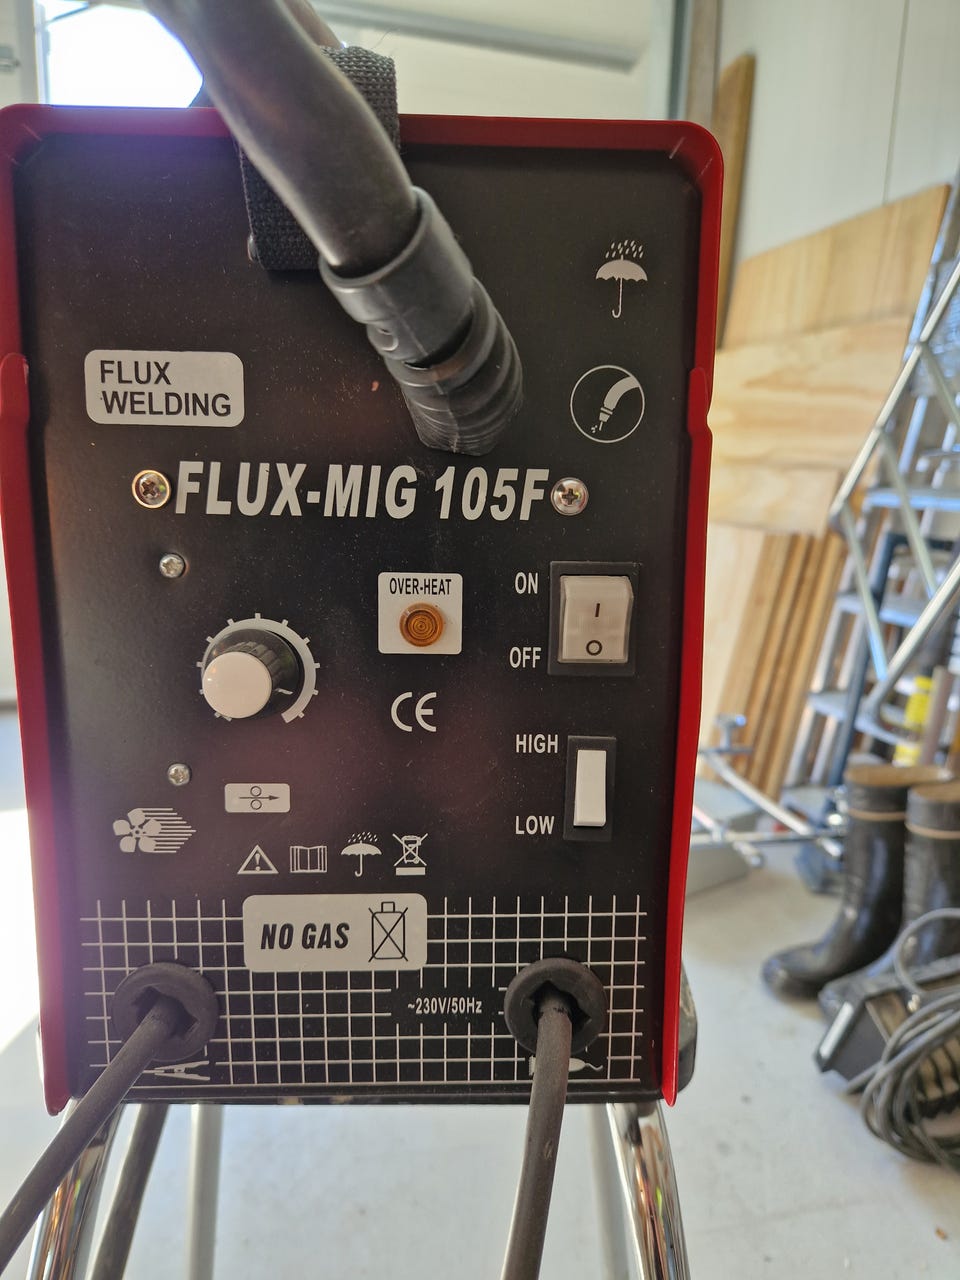 FLUX
WELDING
FLUX-MIG 105F
OVER-HEAT
ON
I
O
OFF
CE
HIGH
LOW
NO GAS
~230V/50Hz